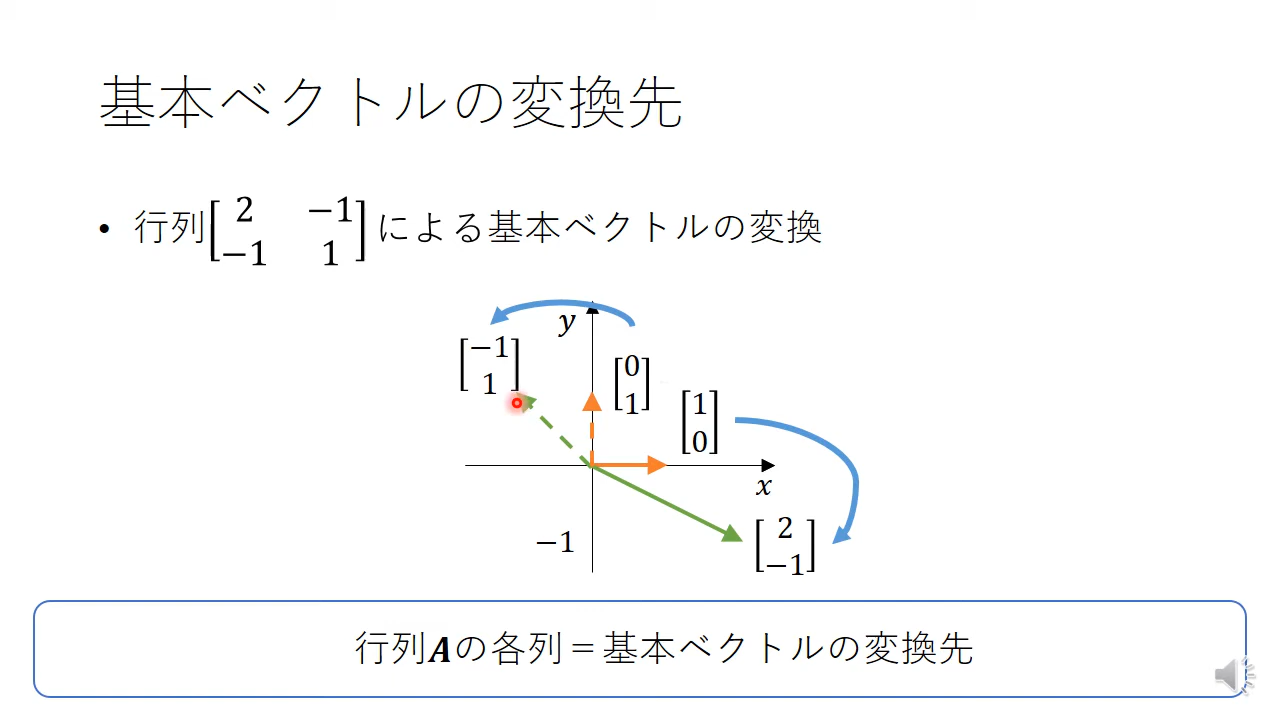 基本ベクトルの変換先
• 行列[2 −1
−1 1]による基本ベクトルの変換
y
[−1
1]
[0
1]
[1
0]
x
[2
−1]
−1
行列Aの各列＝基本ベクトルの変換先